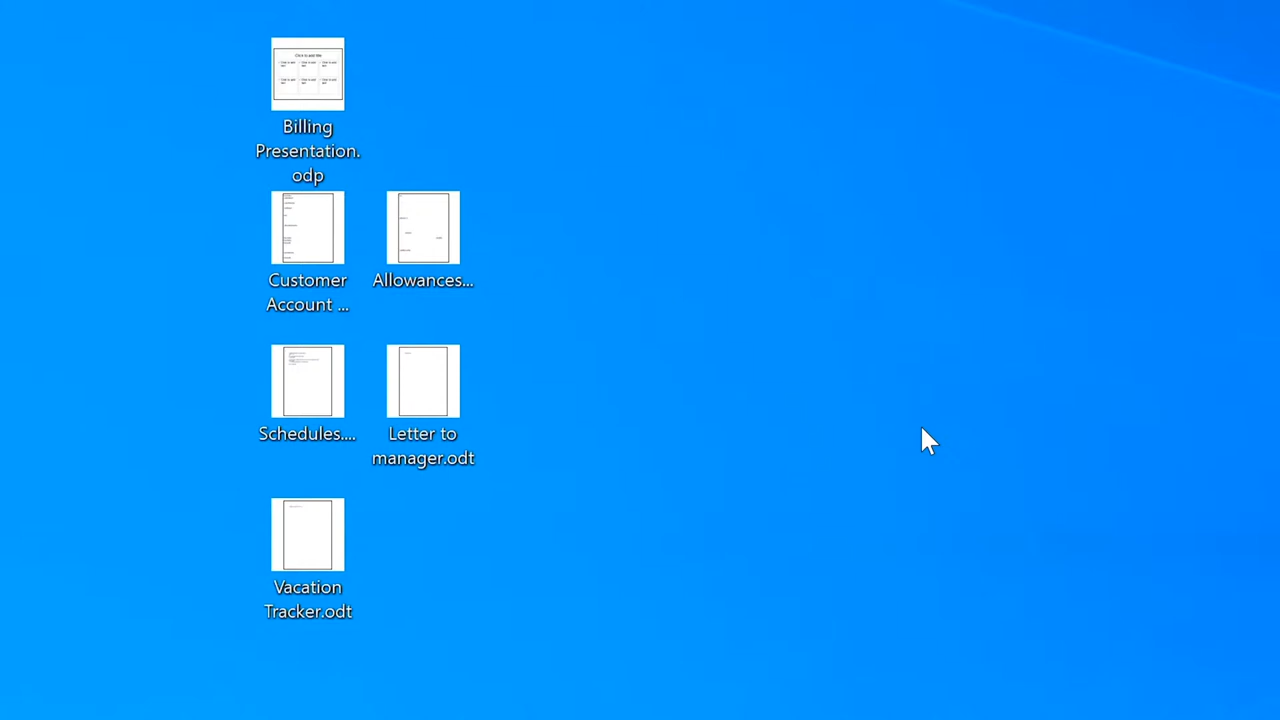 Billing
Presentation.
odp
Customer
Account ...
Allowances...
Schedules....
Letter to
manager.odt
Vacation
Tracker.odt